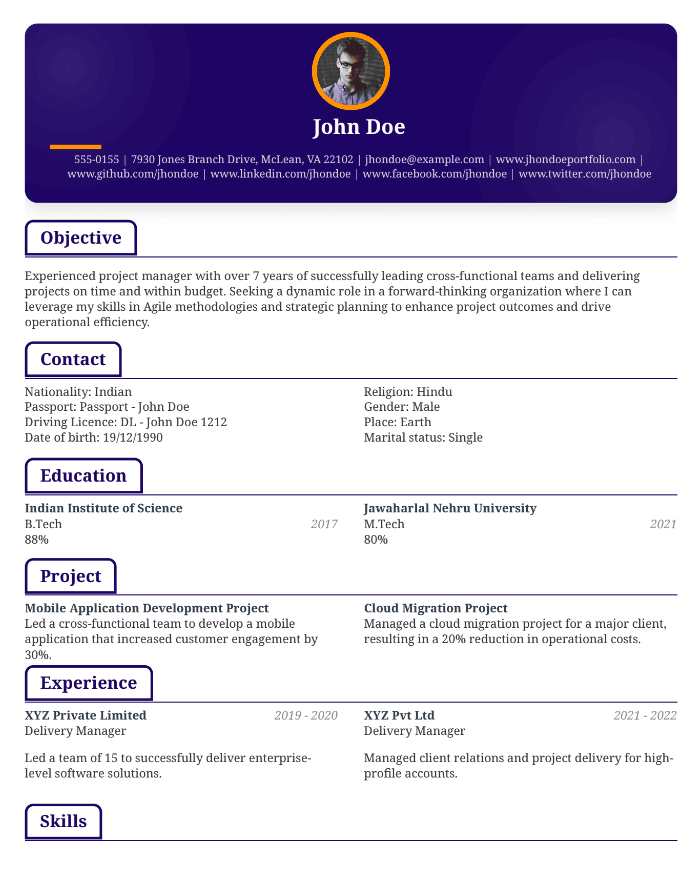 John Doe
555-0155 | 7930 Jones Branch Drive, McLean, VA 22102 | jhondoe@example.com | www.jhondoeportfolio.com |
www.github.com/jhondoe | www.linkedin.com/jhondoe | www.facebook.com/jhondoe | www.twitter.com/jhondoe
Objective
Experienced project manager with over 7 years of successfully leading cross-functional teams and delivering
projects on time and within budget. Seeking a dynamic role in a forward-thinking organization where I can
leverage my skills in Agile methodologies and strategic planning to enhance project outcomes and drive
operational efficiency.
Contact
Nationality: Indian
Passport: Passport - John Doe
Driving Licence: DL - John Doe 1212
Date of birth: 19/12/1990
Religion: Hindu
Gender: Male
Place: Earth
Marital status: Single
Education
Indian Institute of Science
B.Tech 2017
88%
Jawaharlal Nehru University
M.Tech 2021
80%
Project
Mobile Application Development Project
Led a cross-functional team to develop a mobile
application that increased customer engagement by
30%.
Cloud Migration Project
Managed a cloud migration project for a major client,
resulting in a 20% reduction in operational costs.
Experience
XYZ Private Limited 2019 - 2020
Delivery Manager
Led a team of 15 to successfully deliver enterprise-
level software solutions.
XYZ Pvt Ltd 2021 - 2022
Delivery Manager
Managed client relations and project delivery for high-
profile accounts.
Skills